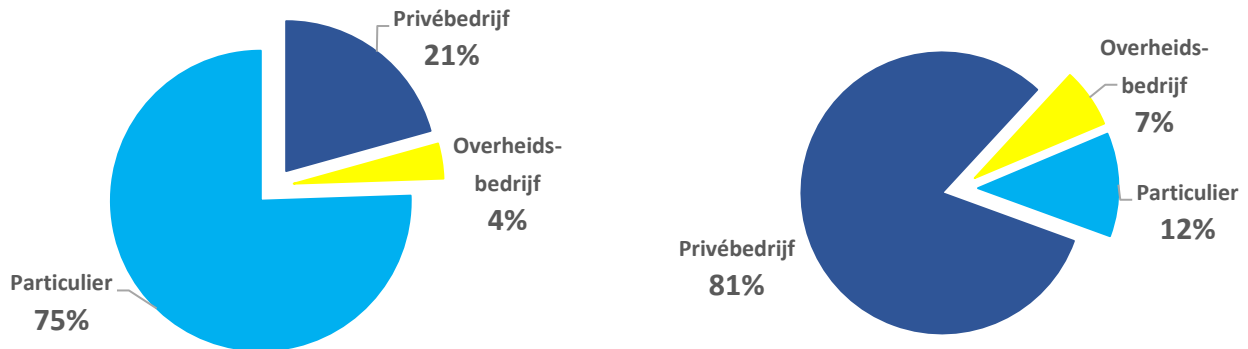 Privébedrijf
21%
Overheids-
bedrijf
4%
Particulier
75%
Overheids-
bedrijf
7%
Particulier
12%
Privébedrijf
81%